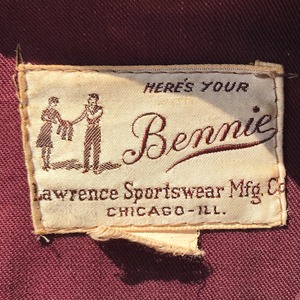 HERE'S YOUR
Bennie
Lawrence Sportswear Mfg. Co
CHICAGO-ILL.